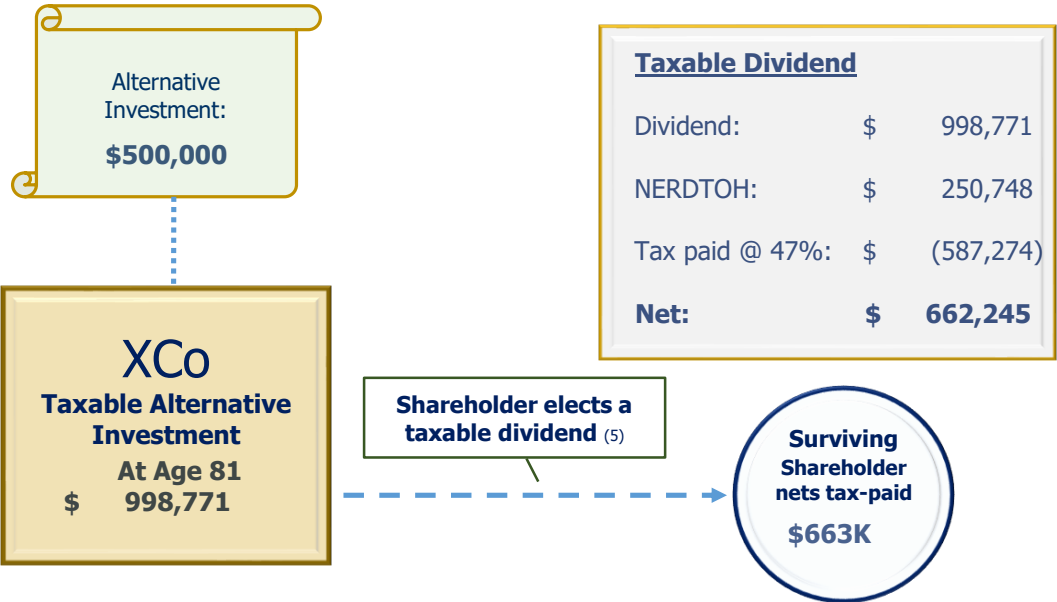 Alternative
Investment:
$500,000
Taxable Dividend
Dividend: $ 998,771
NERDTOH: $ 250,748
Tax paid @ 47%: $ (587,274)
Net: $ 662,245
XCo
Taxable Alternative
Investment
At Age 81
$ 998,771
Shareholder elects a
taxable dividend (5)
Surviving
Shareholder
nets tax-paid
$663K